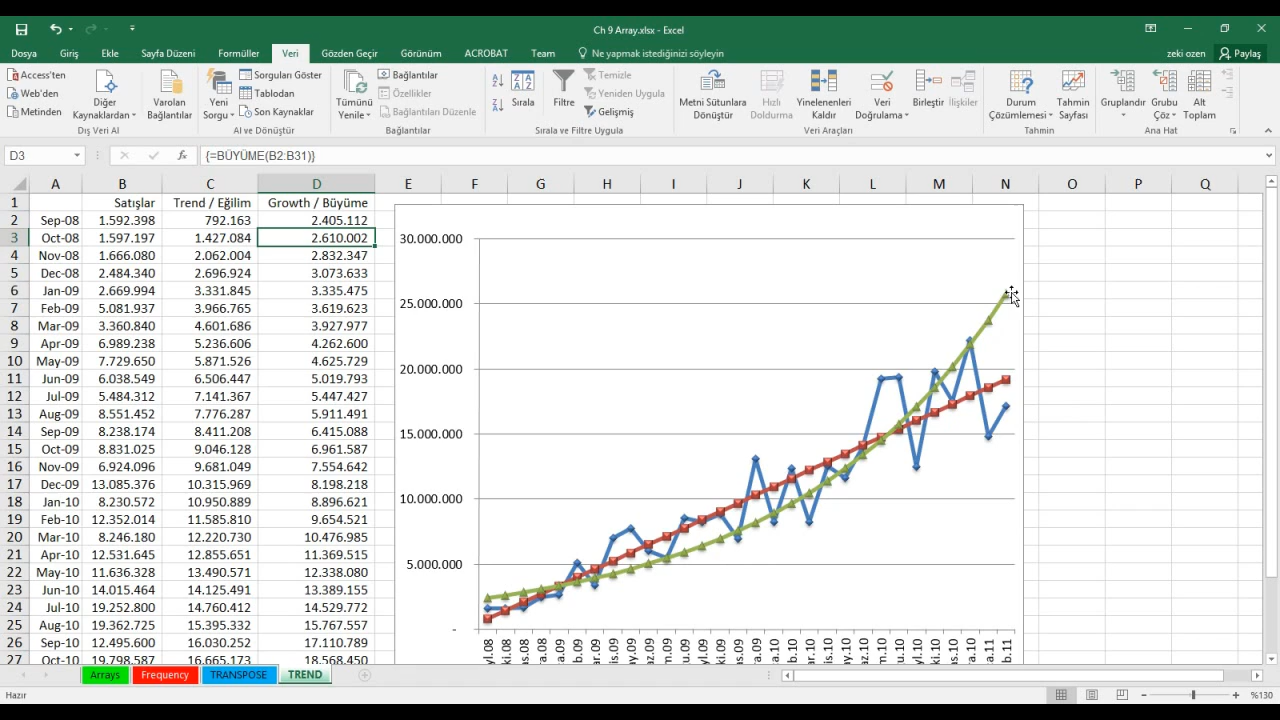 Ch 9 Array.xlsx - Excel
Dosya Giriş Ekle Sayfa Düzeni Formüller Veri Gözden Geçir Görünüm ACROBAT Team Ne yapmak istediğinizi söyleyin zeki ozen Paylaş
Access'ten
Web'den
Metinden
Diğer Kaynaklardan
Varolan Bağlantılar
Dış Veri Al
Yeni Sorgu
Sorguları Göster
Tablodan
Son Kaynaklar
Al ve Dönüştür
Tümünü Yenile
Bağlantılar
Özellikler
Bağlantıları Düzenle
Bağlantılar
Sırala
Filtre
Temizle
Yeniden Uygula
Gelişmiş
Sırala ve Filtre Uygula
Metni Sütunlara Dönüştür
Hızlı Doldurma
Yinelenenleri Kaldır
Veri Doğrulama
Birleştir
İlişkiler
Veri Araçları
Durum Çözümlemesi
Tahmin Sayfası
Tahmin
Gruplandır
Grubu Çöz
Alt Toplam
Ana Hat
D3 fx {=BÜYÜME(B2:B31)}
A B C D E F G H I J K L M N O P Q
1 Satışlar Trend / Eğilim Growth / Büyüme
2 Sep-08 1.592.398 792.163 2.405.112
3 Oct-08 1.597.197 1.427.084 2.610.002
4 Nov-08 1.666.080 2.062.004 2.832.347
5 Dec-08 2.484.340 2.696.924 3.073.633
6 Jan-09 2.669.994 3.331.845 3.335.475
7 Feb-09 5.081.937 3.966.765 3.619.623
8 Mar-09 3.360.840 4.601.686 3.927.977
9 Apr-09 6.989.238 5.236.606 4.262.600
10 May-09 7.729.650 5.871.526 4.625.729
11 Jun-09 6.038.549 6.506.447 5.019.793
12 Jul-09 5.484.312 7.141.367 5.447.427
13 Aug-09 8.551.452 7.776.287 5.911.491
14 Sep-09 8.238.174 8.411.208 6.415.088
15 Oct-09 8.831.025 9.046.128 6.961.587
16 Nov-09 6.924.096 9.681.049 7.554.642
17 Dec-09 13.085.376 10.315.969 8.198.218
18 Jan-10 8.230.572 10.950.889 8.896.621
19 Feb-10 12.352.014 11.585.810 9.654.521
20 Mar-10 8.246.180 12.220.730 10.476.985
21 Apr-10 12.531.645 12.855.651 11.369.515
22 May-10 11.636.328 13.490.571 12.338.080
23 Jun-10 14.015.464 14.125.491 13.389.155
24 Jul-10 19.252.800 14.760.412 14.529.772
25 Aug-10 19.362.725 15.395.332 15.767.557
26 Sep-10 12.495.600 16.030.252 17.110.789
27 Oct-10 19.798.587 16.665.173 18.568.450
30.000.000
25.000.000
20.000.000
15.000.000
10.000.000
5.000.000
-
Arrays Frequency TRANSPOSE TREND
Hazır %130